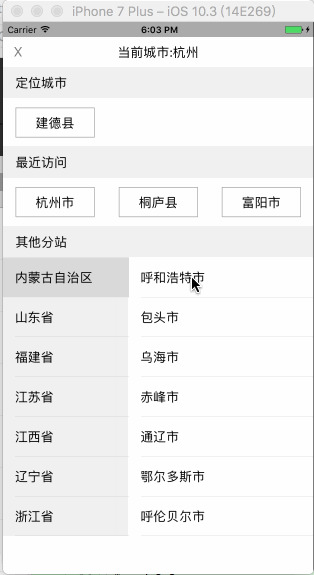 iPhone 7 Plus – iOS 10.3 (14E269)
Carrier 6:03 PM
X 当前城市:杭州
定位城市
建德县
最近访问
杭州市 桐庐县 富阳市
其他分站
内蒙古自治区 呼和浩特市
山东省 包头市
福建省 乌海市
江苏省 赤峰市
江西省 通辽市
辽宁省 鄂尔多斯市
浙江省 呼伦贝尔市